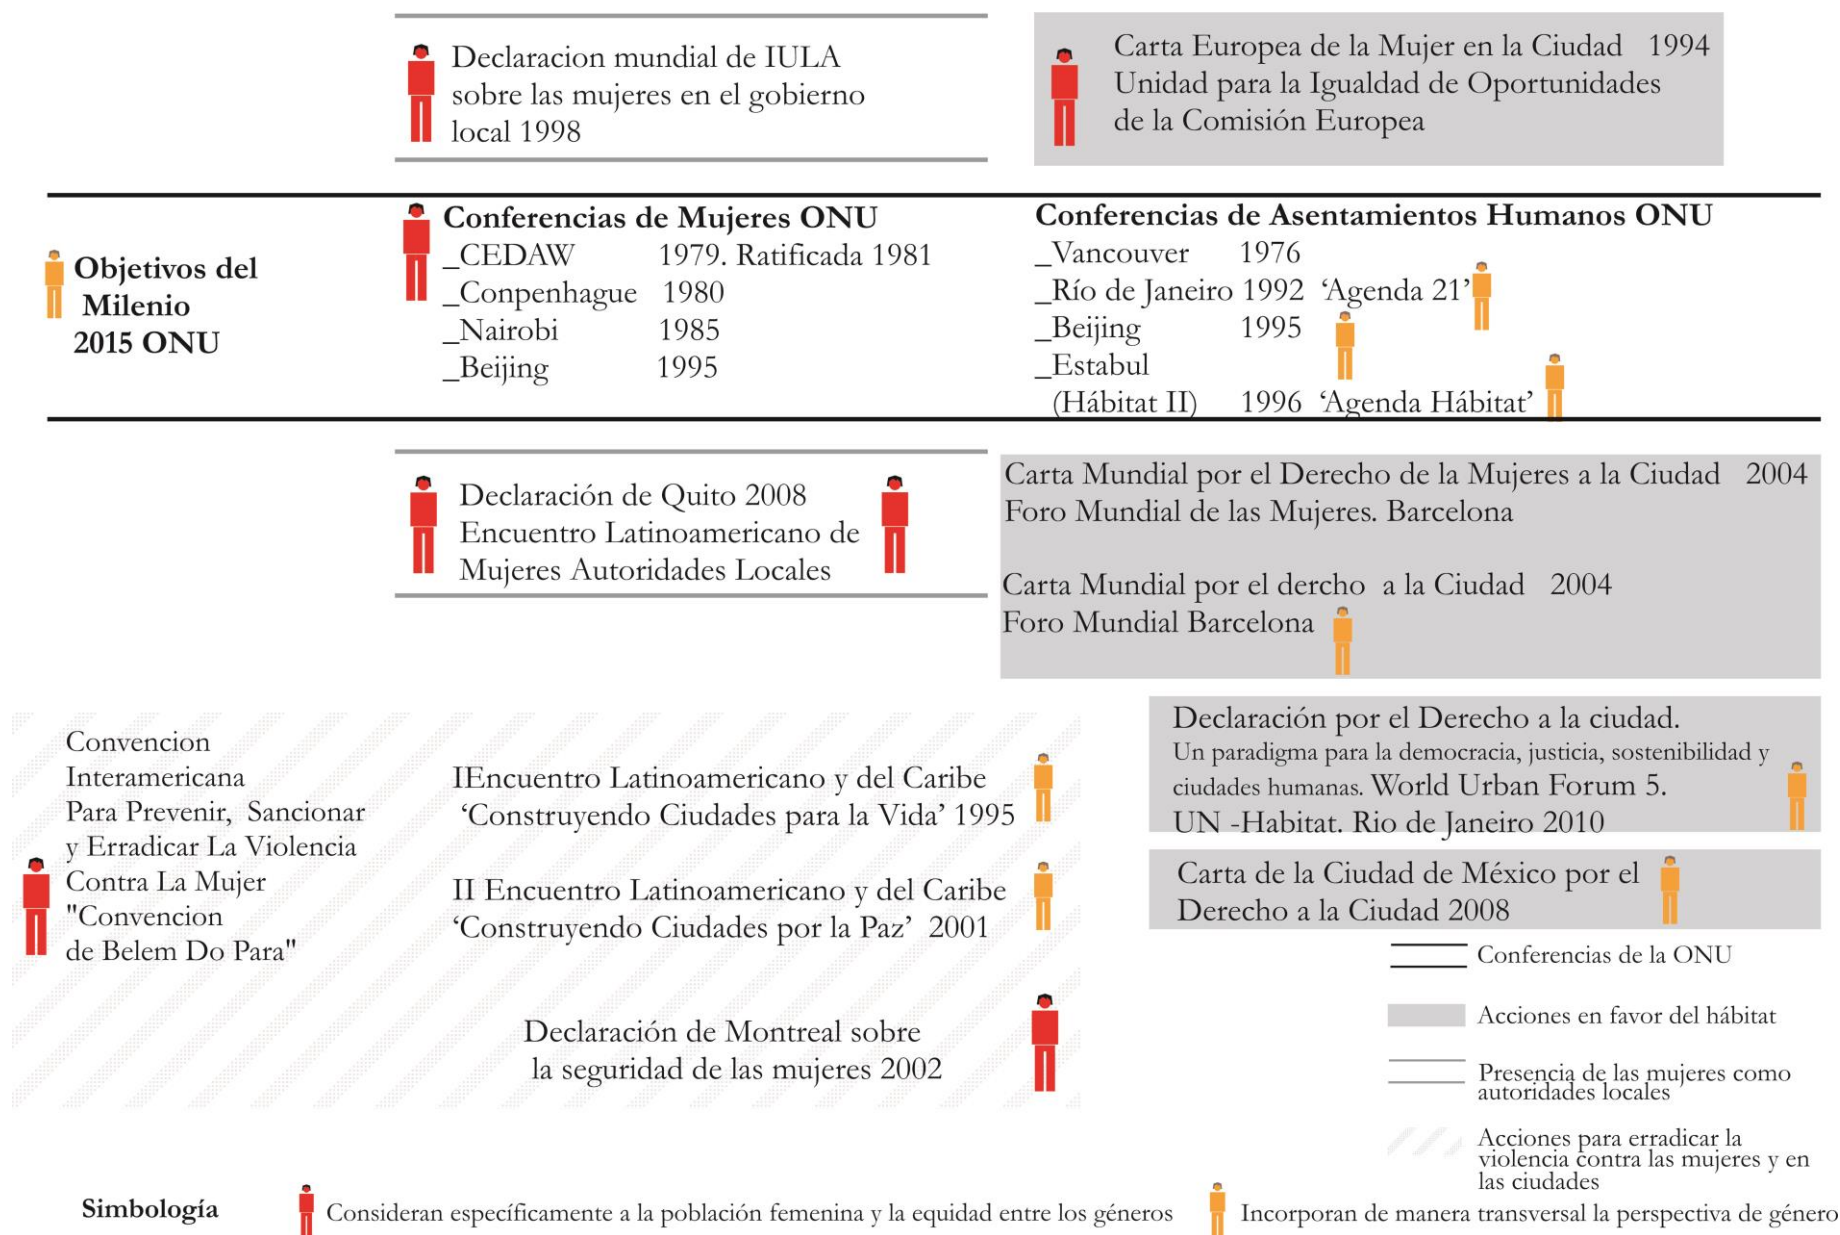 Declaracion mundial de IULA
sobre las mujeres en el gobierno
local 1998
Carta Europea de la Mujer en la Ciudad 1994
Unidad para la Igualdad de Oportunidades
de la Comisión Europea
Objetivos del
Milenio
2015 ONU
Conferencias de Mujeres ONU
_CEDAW 1979. Ratificada 1981
_Conpenhague 1980
_Nairobi 1985
_Beijing 1995
Conferencias de Asentamientos Humanos ONU
_Vancouver 1976
_Río de Janeiro 1992 ‘Agenda 21’
_Beijing 1995
_Estabul
(Hábitat II) 1996 ‘Agenda Hábitat’
Declaración de Quito 2008
Encuentro Latinoamericano de
Mujeres Autoridades Locales
Carta Mundial por el Derecho de la Mujeres a la Ciudad 2004
Foro Mundial de las Mujeres. Barcelona
Carta Mundial por el dercho a la Ciudad 2004
Foro Mundial Barcelona
Convencion
Interamericana
Para Prevenir, Sancionar
y Erradicar La Violencia
Contra La Mujer
"Convencion
de Belem Do Para"
IEncuentro Latinoamericano y del Caribe
‘Construyendo Ciudades para la Vida’ 1995
II Encuentro Latinoamericano y del Caribe
‘Construyendo Ciudades por la Paz’ 2001
Declaración de Montreal sobre
la seguridad de las mujeres 2002
Declaración por el Derecho a la ciudad.
Un paradigma para la democracia, justicia, sostenibilidad y
ciudades humanas. World Urban Forum 5.
UN -Habitat. Rio de Janeiro 2010
Carta de la Ciudad de México por el
Derecho a la Ciudad 2008
Conferencias de la ONU
Acciones en favor del hábitat
Presencia de las mujeres como
autoridades locales
Acciones para erradicar la
violencia contra las mujeres y en
las ciudades
Simbología
Consideran específicamente a la población femenina y la equidad entre los géneros
Incorporan de manera transversal la perspectiva de género